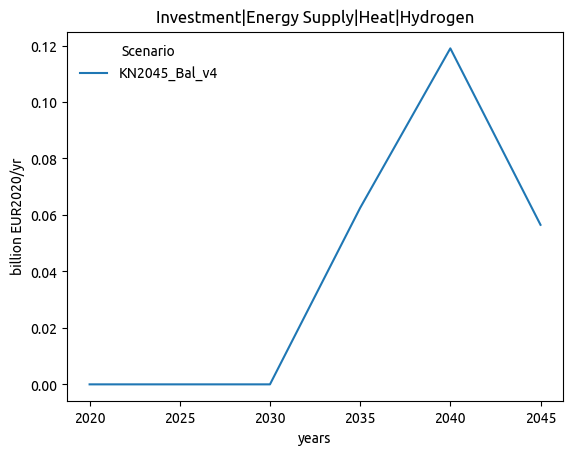 Investment|Energy Supply|Heat|Hydrogen
Scenario
KN2045_Bal_v4
billion EUR2020/yr
0.12
0.10
0.08
0.06
0.04
0.02
0.00
2020 2025 2030 2035 2040 2045
years